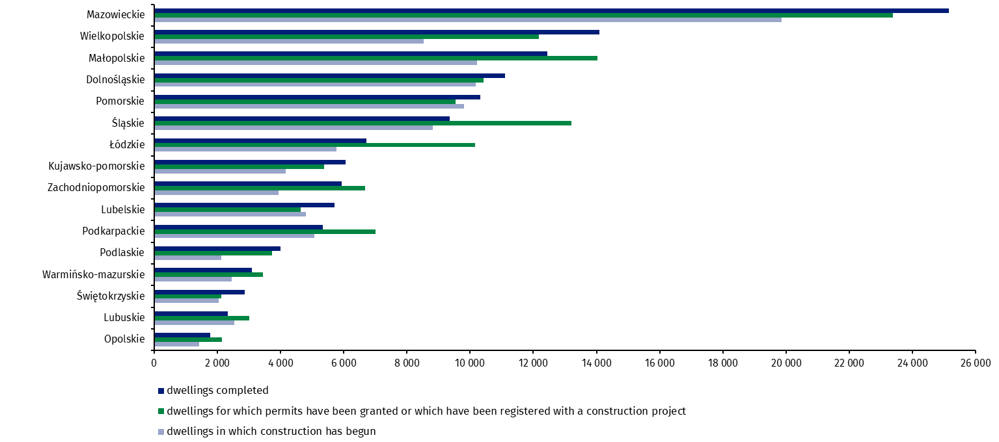 Mazowieckie
Wielkopolskie
Małopolskie
Dolnośląskie
Pomorskie
Śląskie
Łódzkie
Kujawsko-pomorskie
Zachodniopomorskie
Lubelskie
Podkarpackie
Podlaskie
Warmińsko-mazurskie
Świętokrzyskie
Lubuskie
Opolskie
0 2 000 4 000 6 000 8 000 10 000 12 000 14 000 16 000 18 000 20 000 22 000 24 000 26 000
dwellings completed
dwellings for which permits have been granted or which have been registered with a construction project
dwellings in which construction has begun